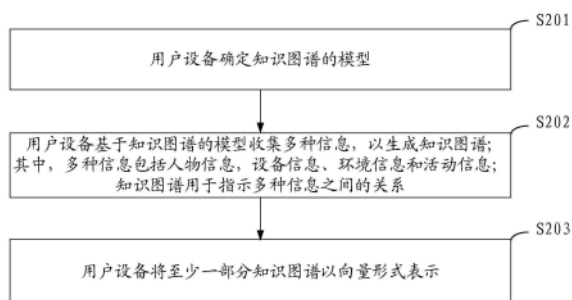 S201
用户设备确定知识图谱的模型
S202
用户设备基于知识图谱的模型收集多种信息，以生成知识图谱;
其中，多种信息包括人物信息，设备信息、环境信息和活动信息;
知识图谱用于指示多种信息之间的关系
S203
用户设备将至少一部分知识图谱以向量形式表示